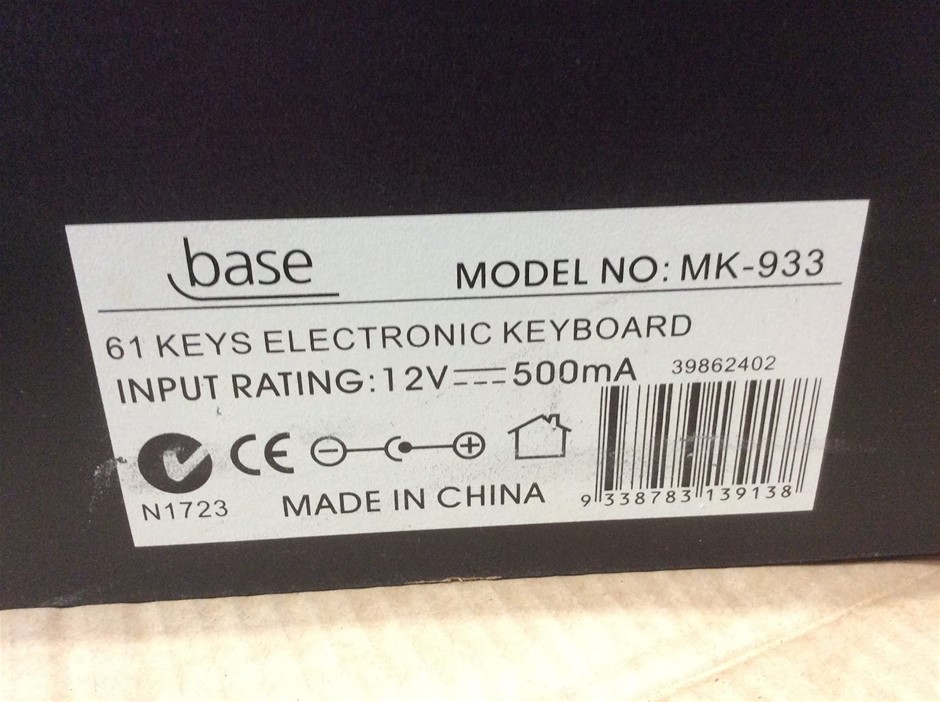 base
MODEL NO: MK-933
61 KEYS ELECTRONIC KEYBOARD
INPUT RATING:12V 500mA
39862402
CE
N1723
MADE IN CHINA
9 338783 139138